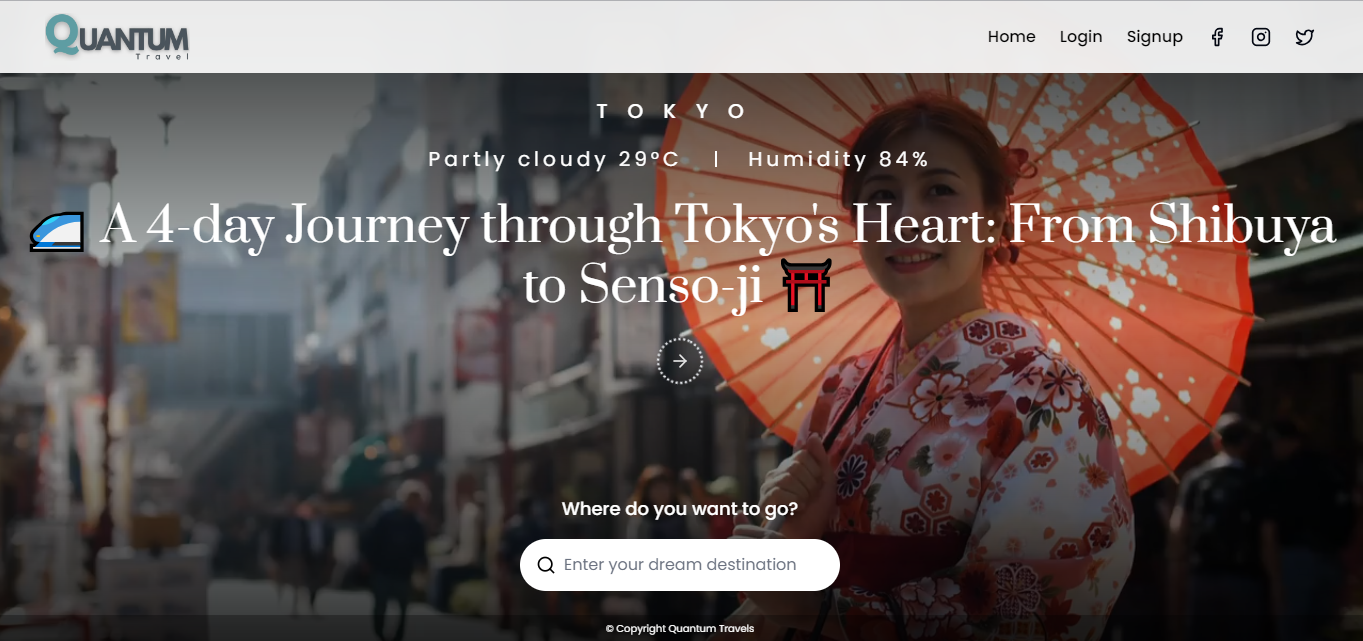 QUANTUM
Travel
Home Login Signup
TOKYO
Partly cloudy 29°C | Humidity 84%
A 4-day Journey through Tokyo's Heart: From Shibuya
to Senso-ji
Where do you want to go?
Enter your dream destination
© Copyright Quantum Travels